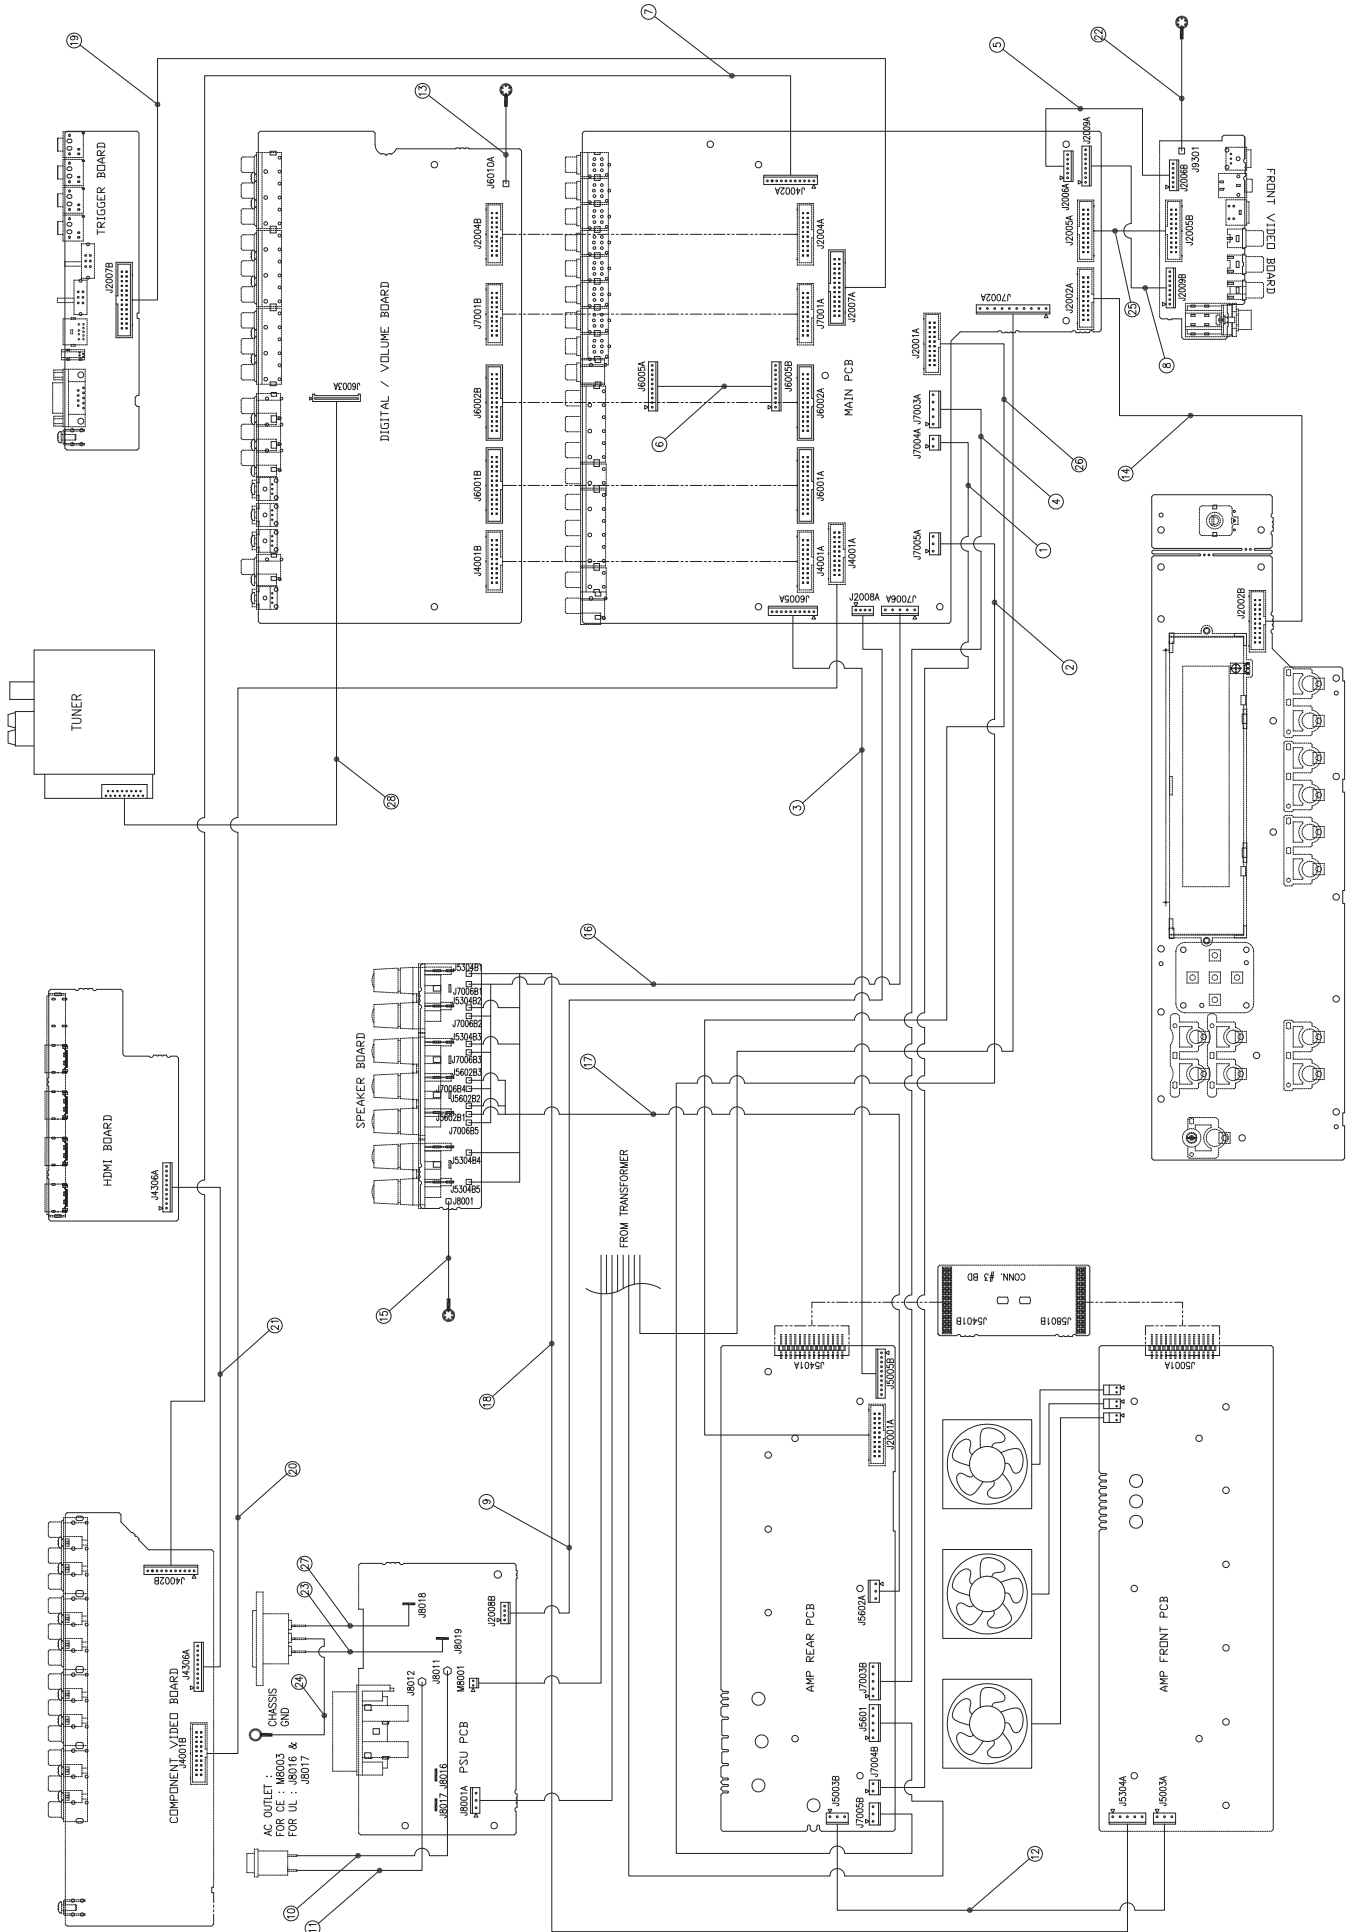 19
7
5
22
TRIGGER BOARD
J2007B
13
J6010A
J2004B
J7001B
DIGITAL / VOLUME BOARD
J6003A
J6002B
J6001B
J4001B
J4002A
J2004A
J2007A
J7001A
J6005A
J6005B
6
MAIN PCB
J6002A
J6001A
J4001A
J4001A
J6005A
J2008A
J7006A
J7005A
J7004A
J7003A
J2001A
J7002A
J2002A
J2005A
J2006A
J2009A
J9301
J2006B
J2005B
J2009B
FRONT VIDEO BOARD
25
8
14
26
4
1
2
3
J2002B
TUNER
28
16
17
SPEAKER BOARD
J5304B1
J7006B1
J5304B2
J7006B2
J5304B3
J7006B3
J5602B3
J7006B4
J5602B2
J5602B1
J7006B5
J5304B4
J5304B5
J8001
15
FROM TRANSFORMER
HDMI BOARD
J4306A
21
18
20
9
COMPONENT VIDEO BOARD
J4002B
J4306A
J4001B
27
23
24
CHASSIS
GND
AC OUTLET :
FOR CE : M8003
FOR UL : J8016 &
J8017
J8018
J8019
J8012
J8011
M8001
J2008B
PSU PCB
J8016
J8017
J8001A
10
11
J5401A
J5005B
J2001A
AMP REAR PCB
J5602A
J7003B
J5601
J7004B
J7005B
J5003B
CONN. #3 BD
J5401B
J5801B
J5001A
AMP FRONT PCB
J5304A
J5003A
12